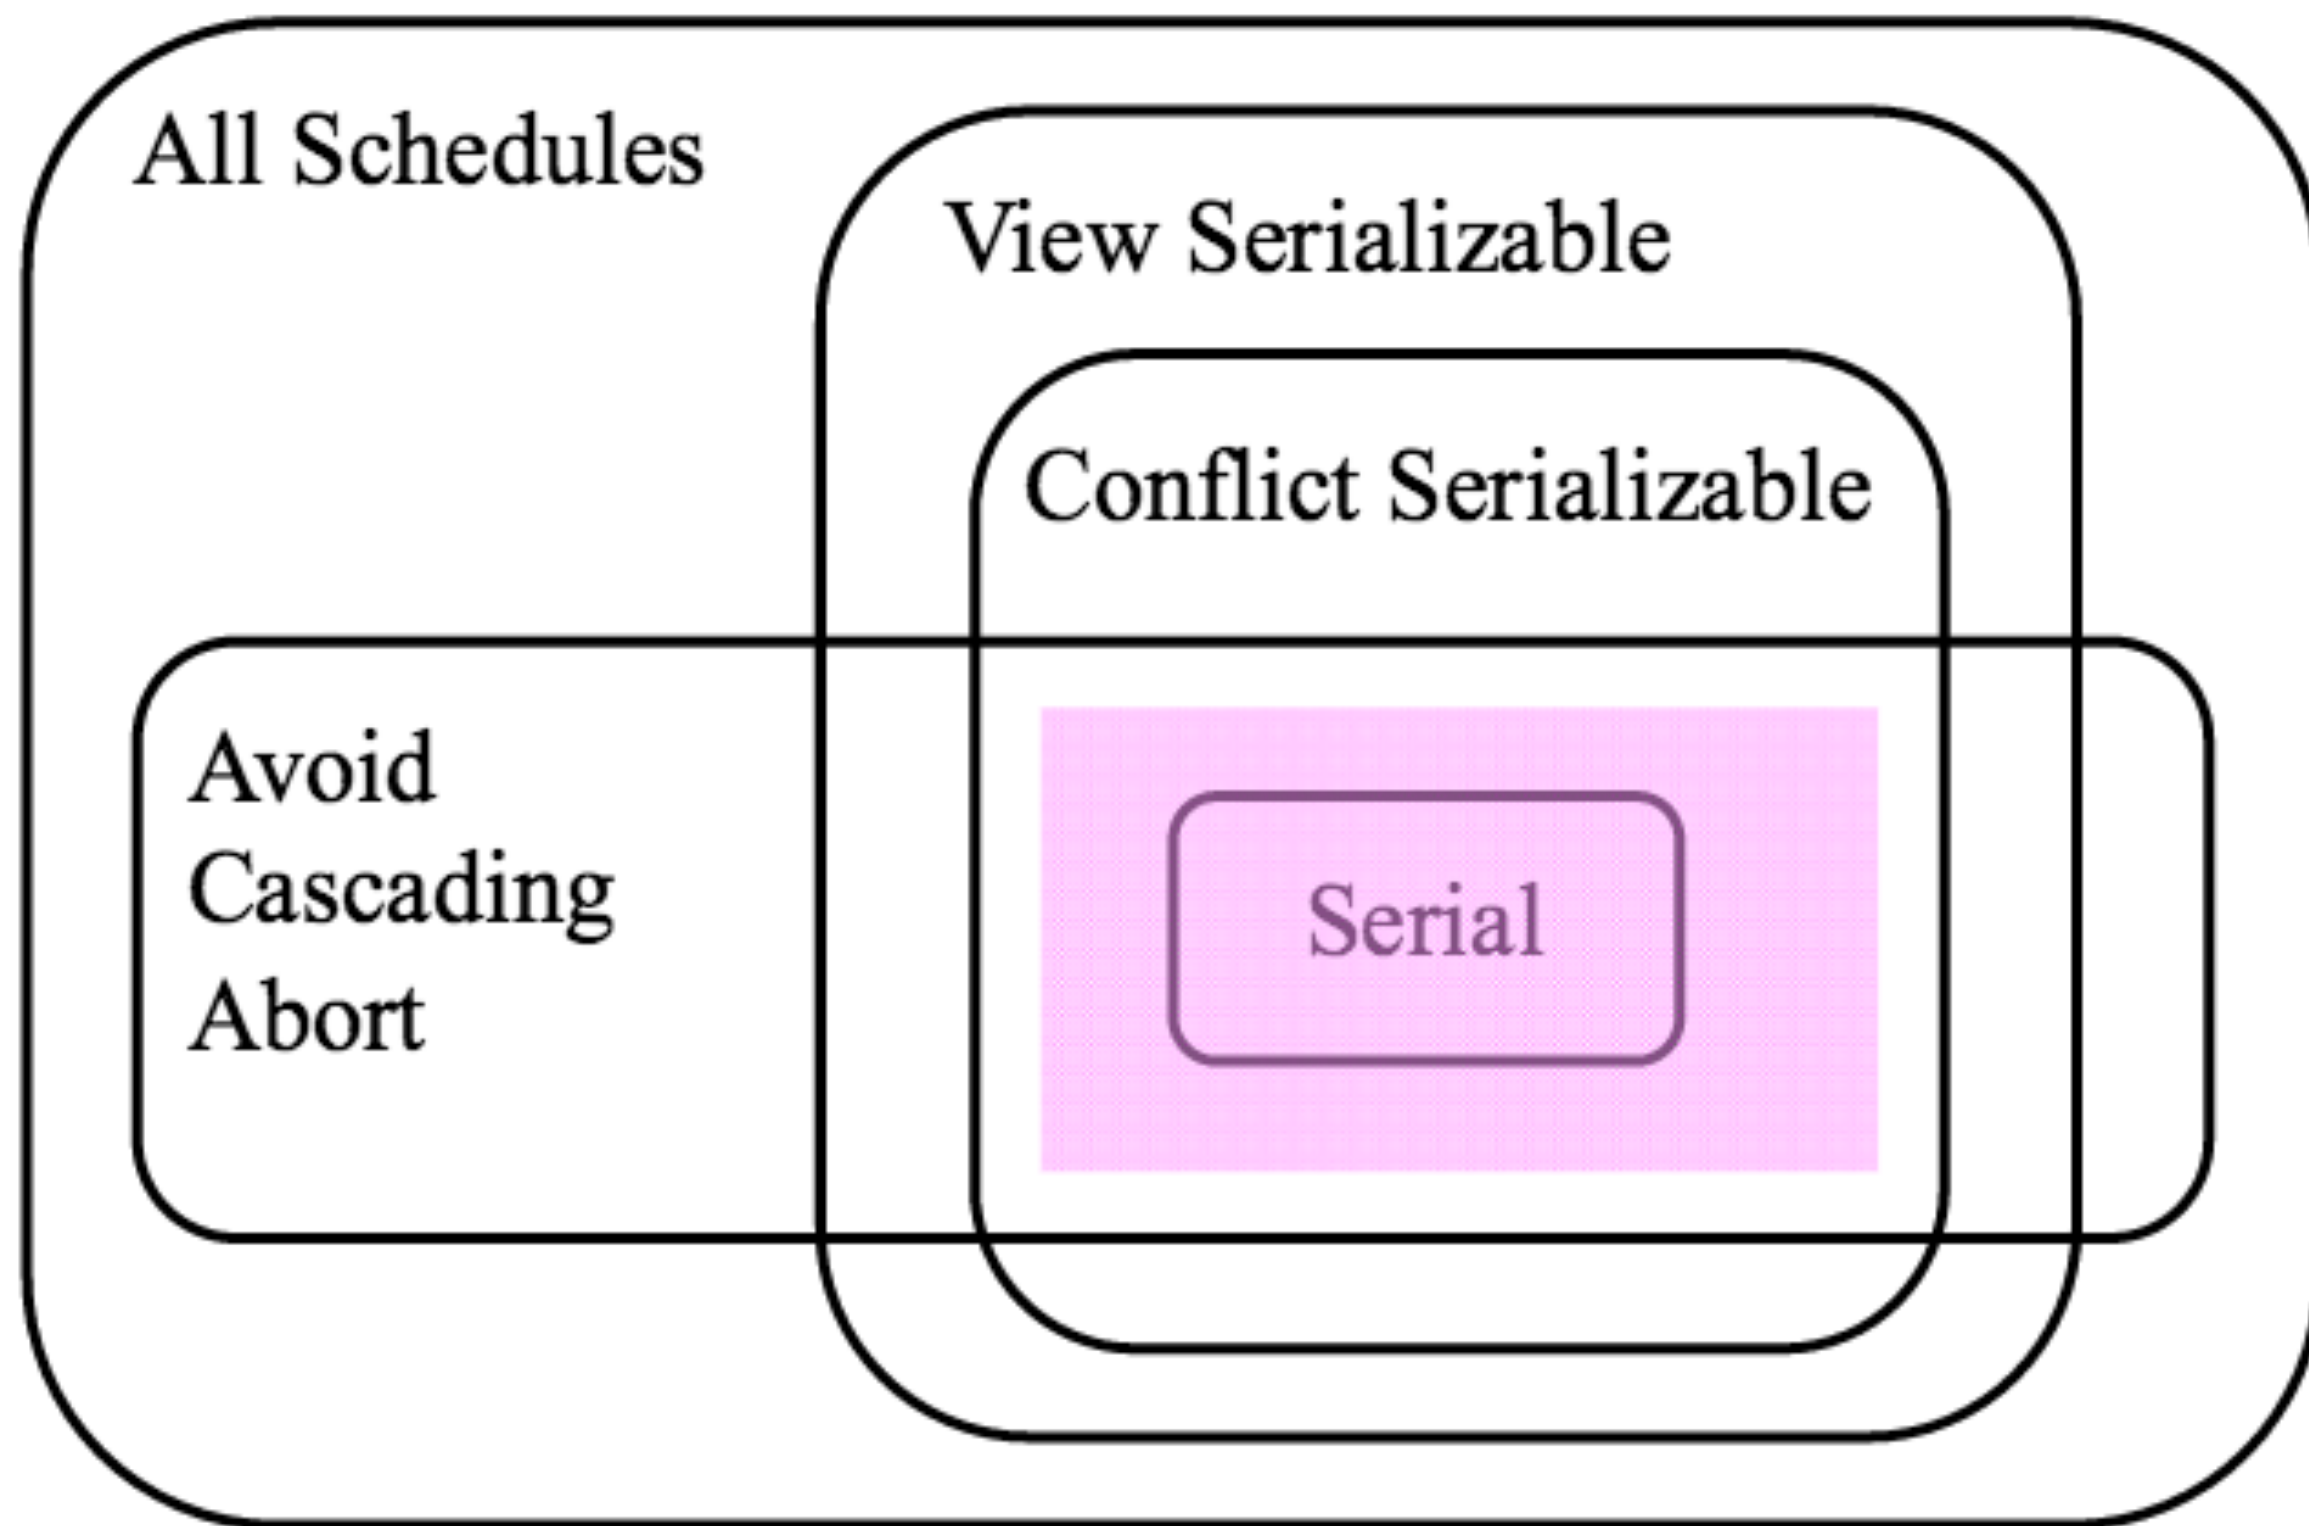 All Schedules
View Serializable
Conflict Serializable
Avoid
Cascading
Abort
Serial